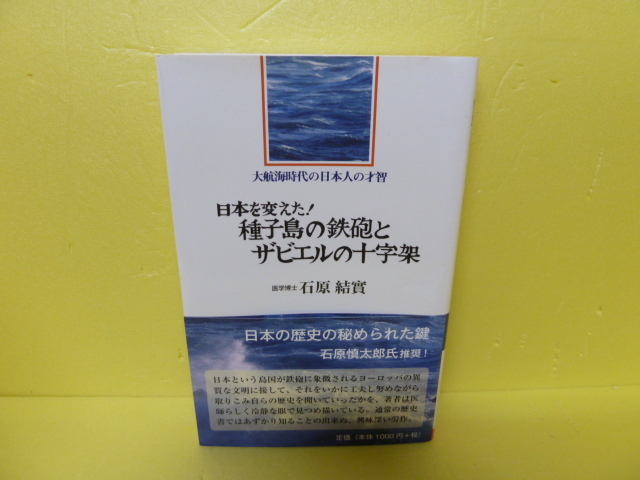 大航海時代の日本人の才智
日本を変えた!
種子島の鉄砲と
ザビエルの十字架
医学博士 石原 結實
日本の歴史の秘められた鍵
石原慎太郎氏推奨!
日本という島国が鉄砲に象徴されるヨーロッパの異
質な文明に接して、それをいかに工夫し努めながら
取りこみ自らの歴史を開いていったかを、著者は医
師らしく冷静な眼で見つめ描いている。通常の歴史
書ではあずかり知ることの出来ぬ、興味深い労作。
定価(本体1000円+税)